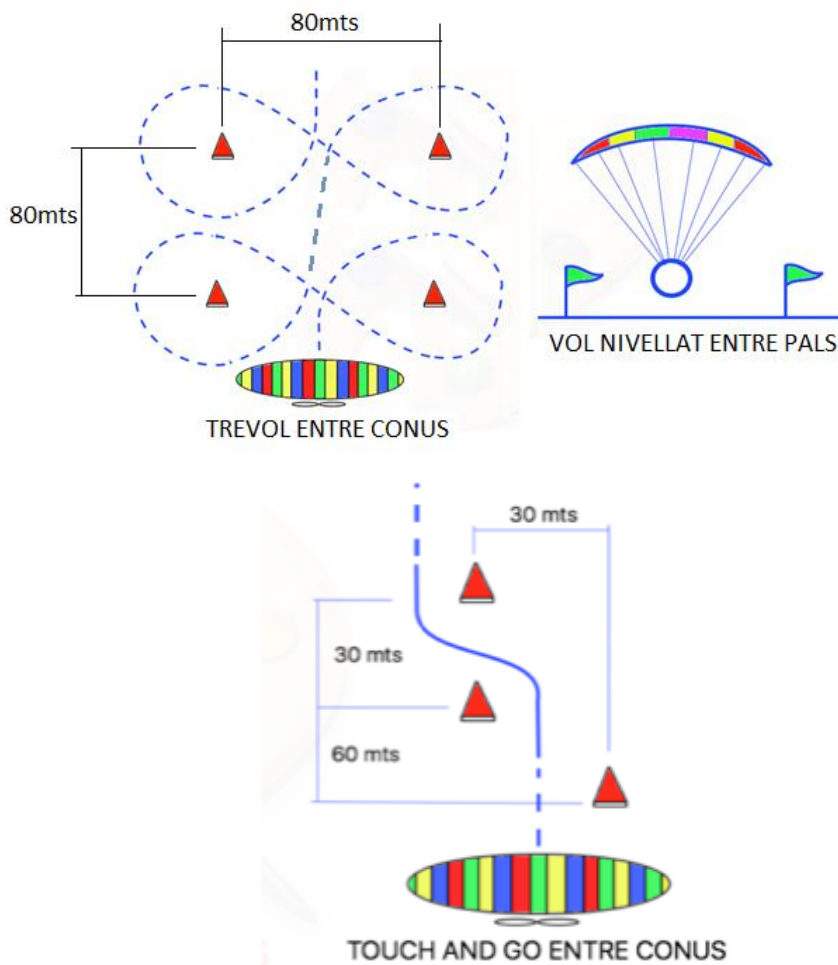 80mts
80mts
TREVOL ENTRE CONUS
VOL NIVELLAT ENTRE PALS
30 mts
30 mts
60 mts
TOUCH AND GO ENTRE CONUS